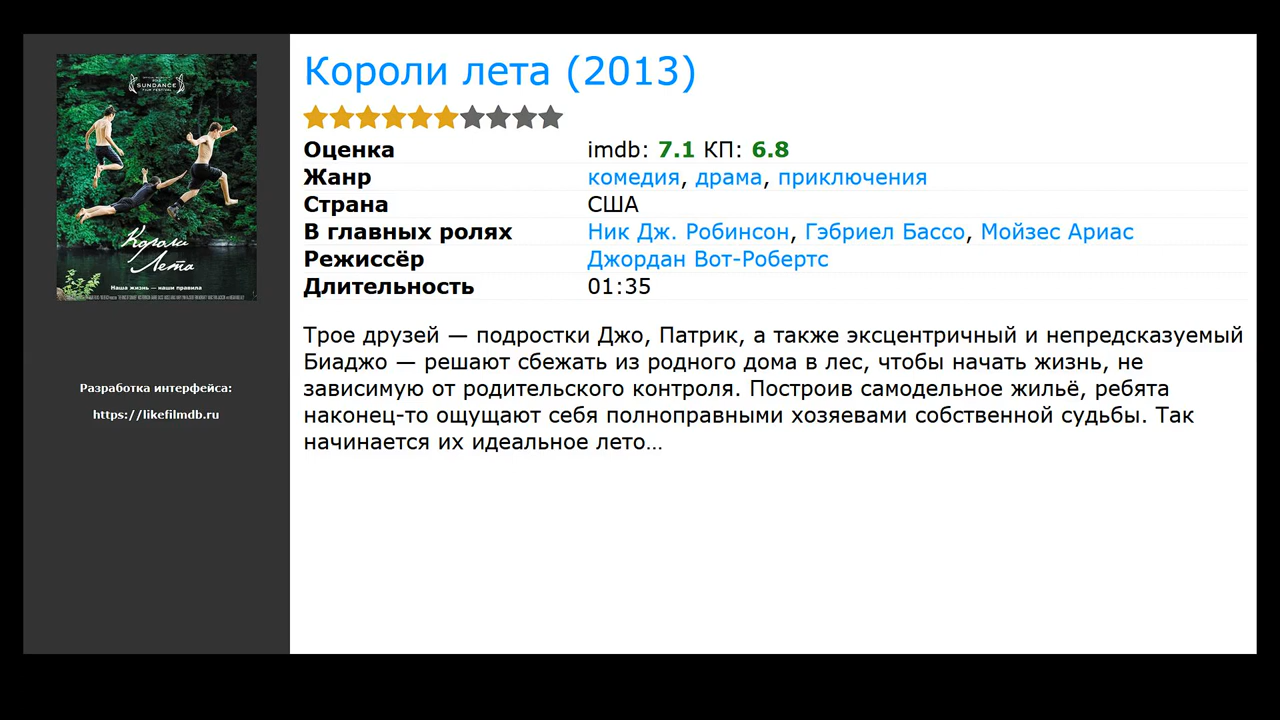 SUNDANCE
FILM FESTIVAL
Короли
Лета
Наша жизнь — наши правила
Разработка интерфейса:
https://likefilmdb.ru
Короли лета (2013)
Оценка imdb: 7.1 КП: 6.8
Жанр комедия, драма, приключения
Страна США
В главных ролях Ник Дж. Робинсон, Гэбриел Бассо, Мойзес Ариас
Режиссёр Джордан Вот-Робертс
Длительность 01:35
Трое друзей — подростки Джо, Патрик, а также эксцентричный и непредсказуемый
Биаджо — решают сбежать из родного дома в лес, чтобы начать жизнь, не
зависимую от родительского контроля. Построив самодельное жильё, ребята
наконец-то ощущают себя полноправными хозяевами собственной судьбы. Так
начинается их идеальное лето…